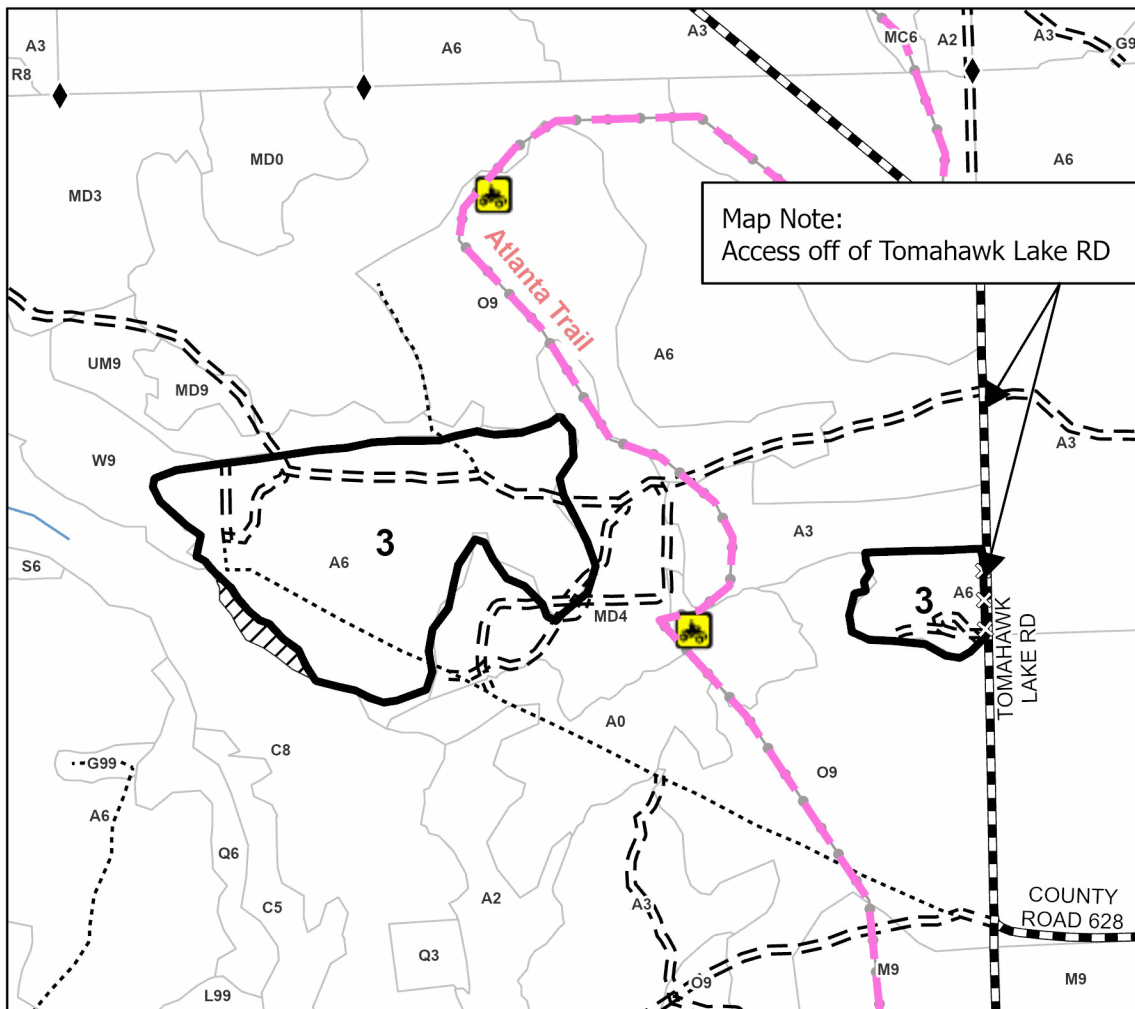 A3
A6
A3
MC6
A2
A3
G9
R8
MD0
A6
MD3
Map Note:
Access off of Tomahawk Lake RD
Atlanta Trail
O9
A6
UM9
MD9
A3
W9
A3
3
A6
S6
A6
3
MD4
TOMAHAWK
LAKE RD
A0
C8
G99
O9
A6
Q6
A2
A3
C5
COUNTY
ROAD 628
Q3
M9
M9
O9
L99